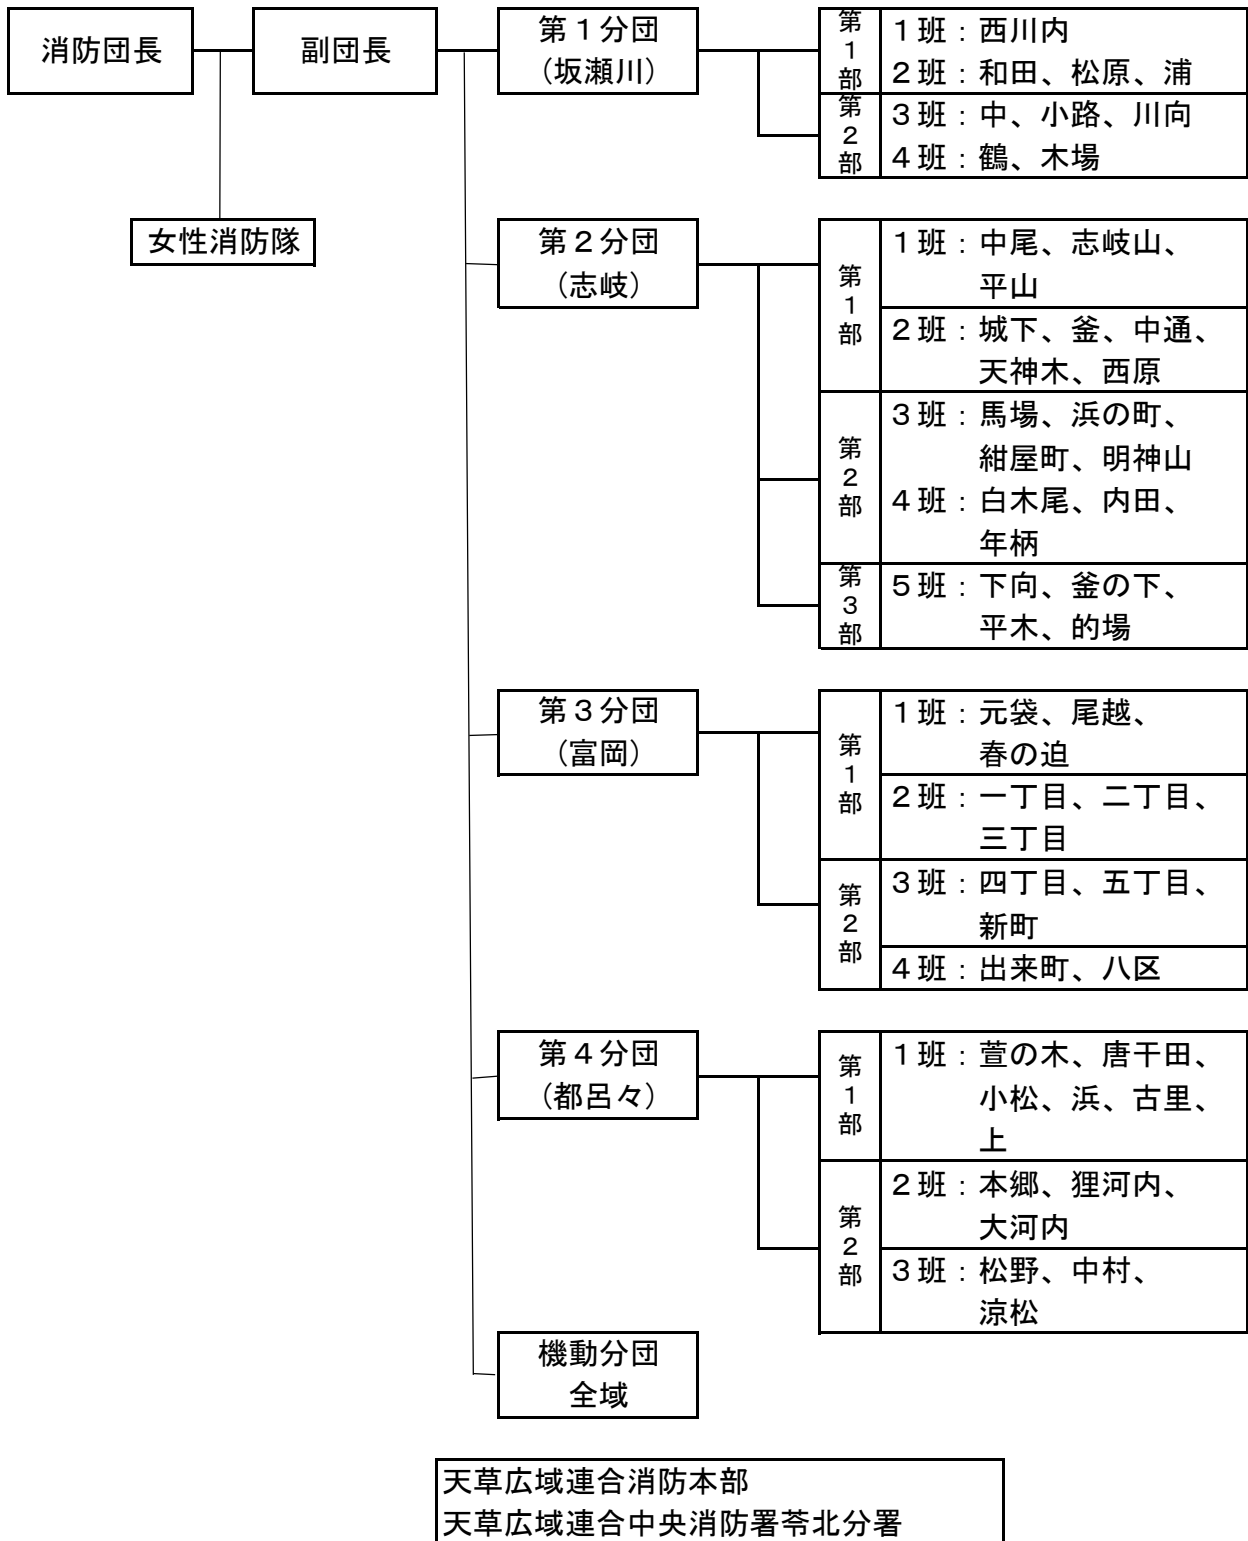 消防団長
副団長
女性消防隊
第１分団
（坂瀬川）
第１部
１班：西川内
２班：和田、松原、浦
第２部
３班：中、小路、川向
４班：鶴、木場
第２分団
（志岐）
第１部
１班：中尾、志岐山、
平山
２班：城下、釜、中通、
天神木、西原
第２部
３班：馬場、浜の町、
紺屋町、明神山
４班：白木尾、内田、
年柄
第３部
５班：下向、釜の下、
平木、的場
第３分団
（富岡）
第１部
１班：元袋、尾越、
春の迫
２班：一丁目、二丁目、
三丁目
第２部
３班：四丁目、五丁目、
新町
４班：出来町、八区
第４分団
（都呂々）
第１部
１班：萱の木、唐干田、
小松、浜、古里、
上
第２部
２班：本郷、狸河内、
大河内
３班：松野、中村、
涼松
機動分団
全域
天草広域連合消防本部
天草広域連合中央消防署苓北分署